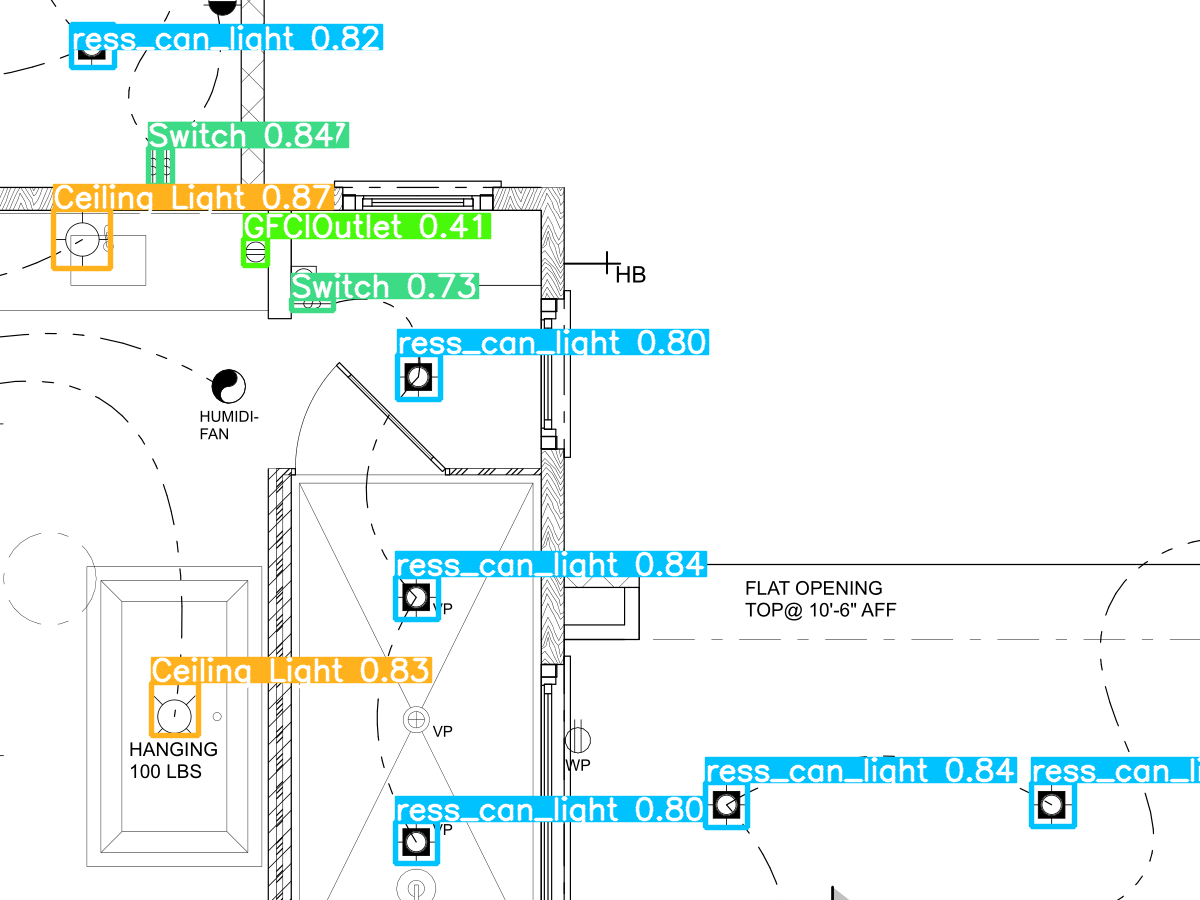 ress_can_light 0.82
Switch 0.847
Ceiling Light 0.87
GFCIOutlet 0.41
HB
Switch 0.73
ress_can_light 0.80
HUMIDI-
FAN
ress_can_light 0.84
FLAT OPENING
TOP@ 10'-6" AFF
VP
Ceiling Light 0.83
VP
HANGING
100 LBS
WP
ress_can_light 0.84
ress_can_li
ress_can_light 0.80
VP